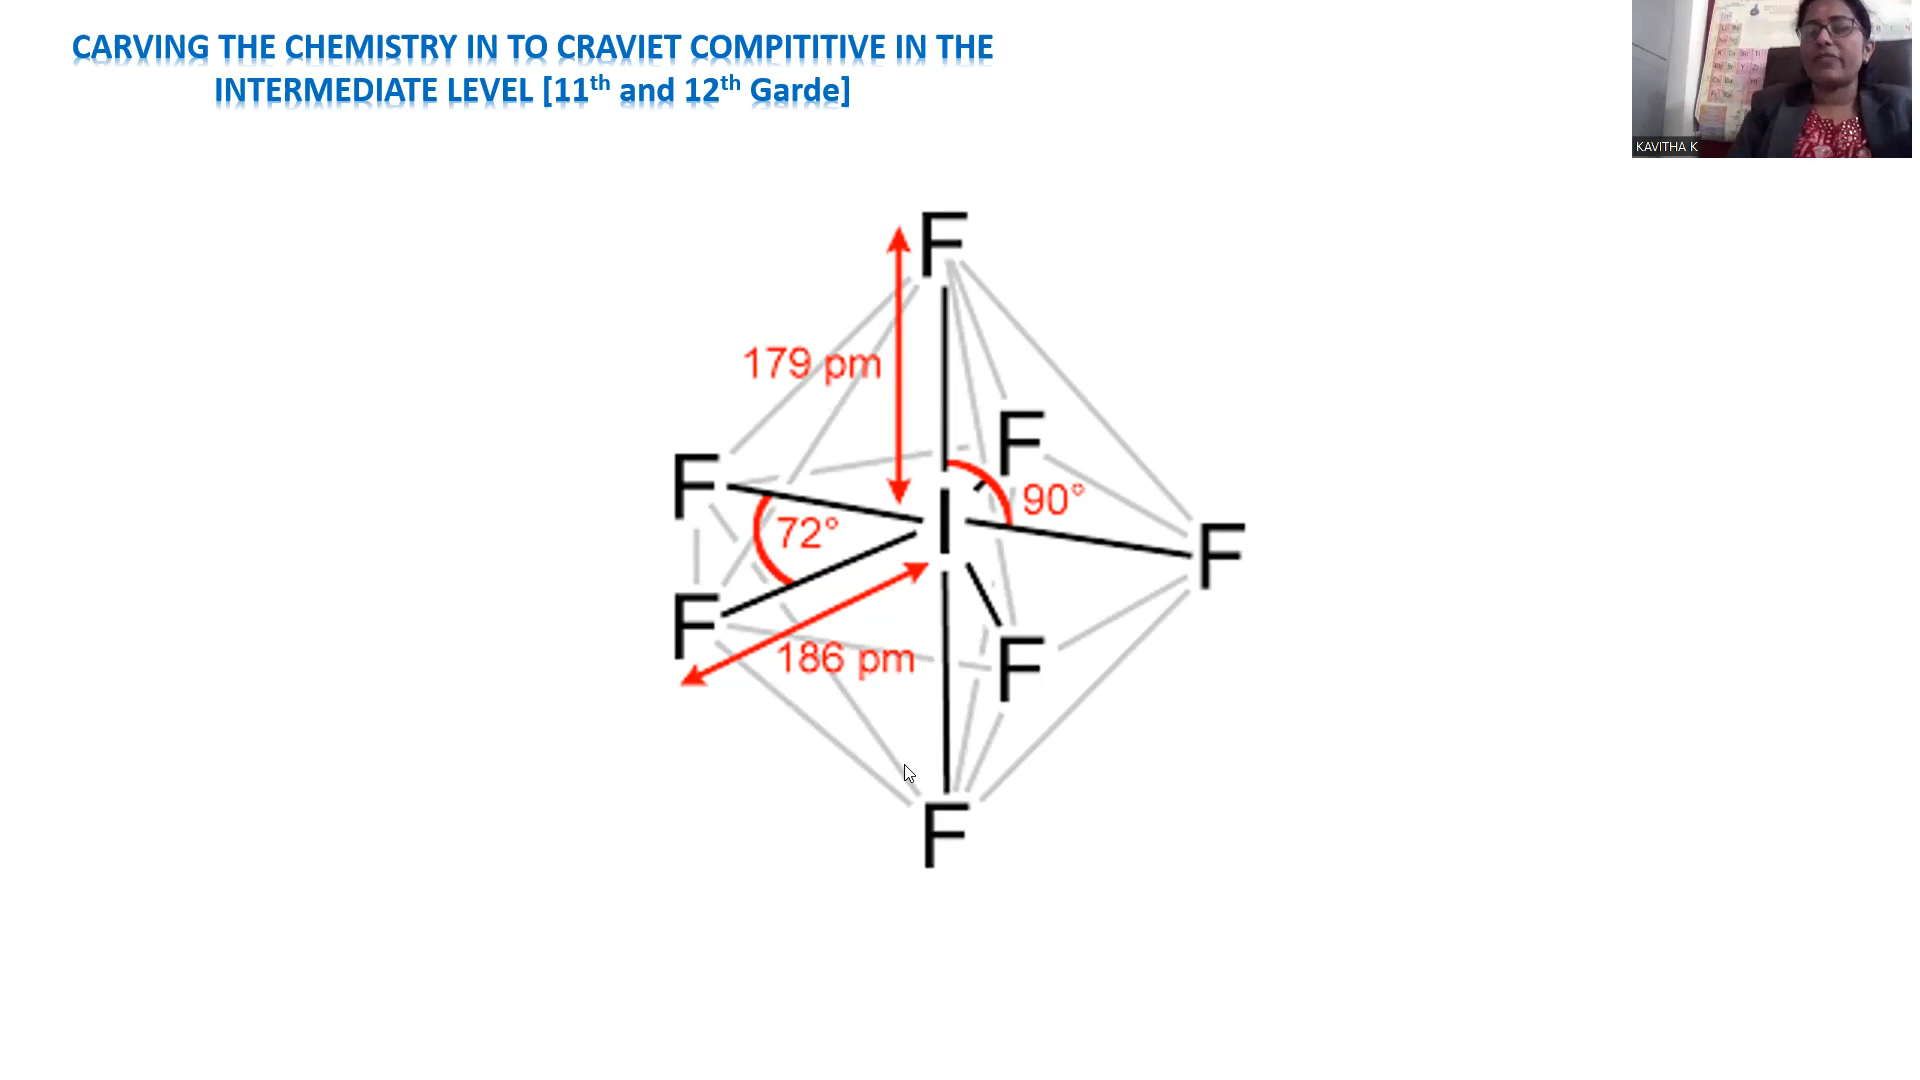 CARVING THE CHEMISTRY IN TO CRAVIET COMPITITIVE IN THE
INTERMEDIATE LEVEL [11th and 12th Garde]
KAVITHA K
F
179 pm
F
F
90°
72°
I
F
F
186 pm
F
F